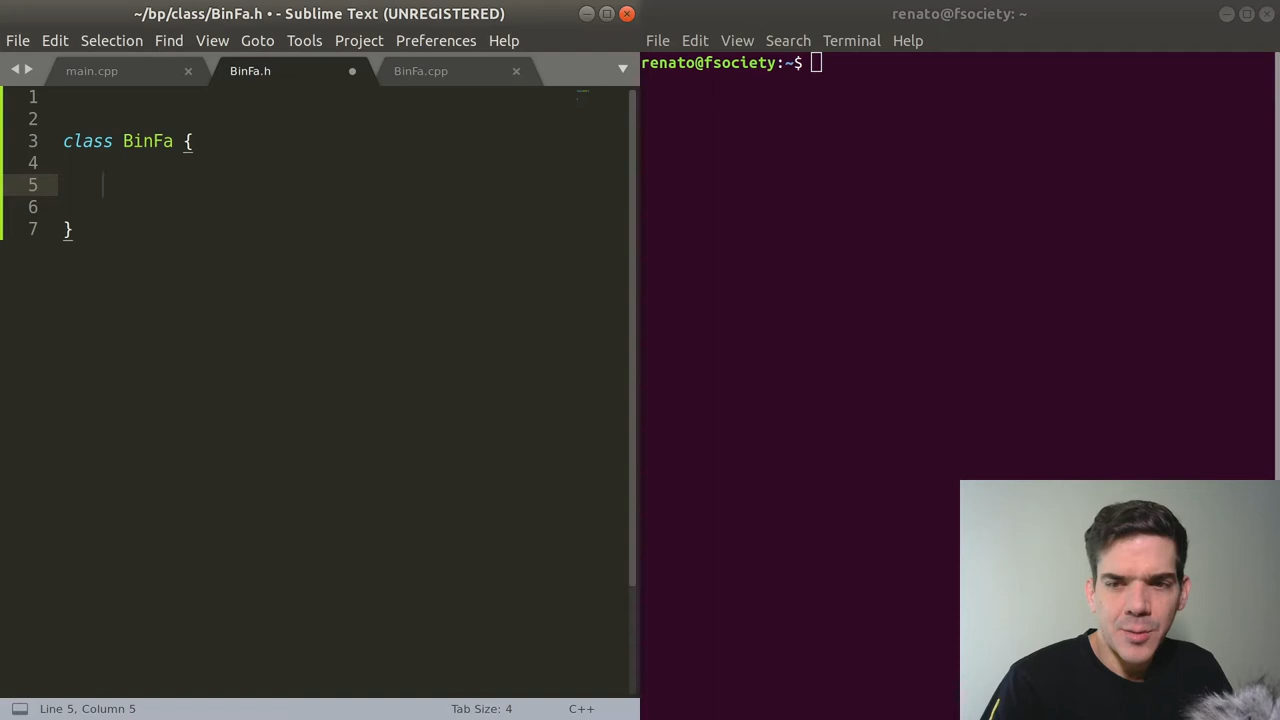 ~/bp/class/BinFa.h • - Sublime Text (UNREGISTERED)
File Edit Selection Find View Goto Tools Project Preferences Help
main.cpp BinFa.h BinFa.cpp
1
2
3 class BinFa {
4
5
6
7 }
Line 5, Column 5 Tab Size: 4 C++
renato@fsociety: ~
File Edit View Search Terminal Help
renato@fsociety:~$